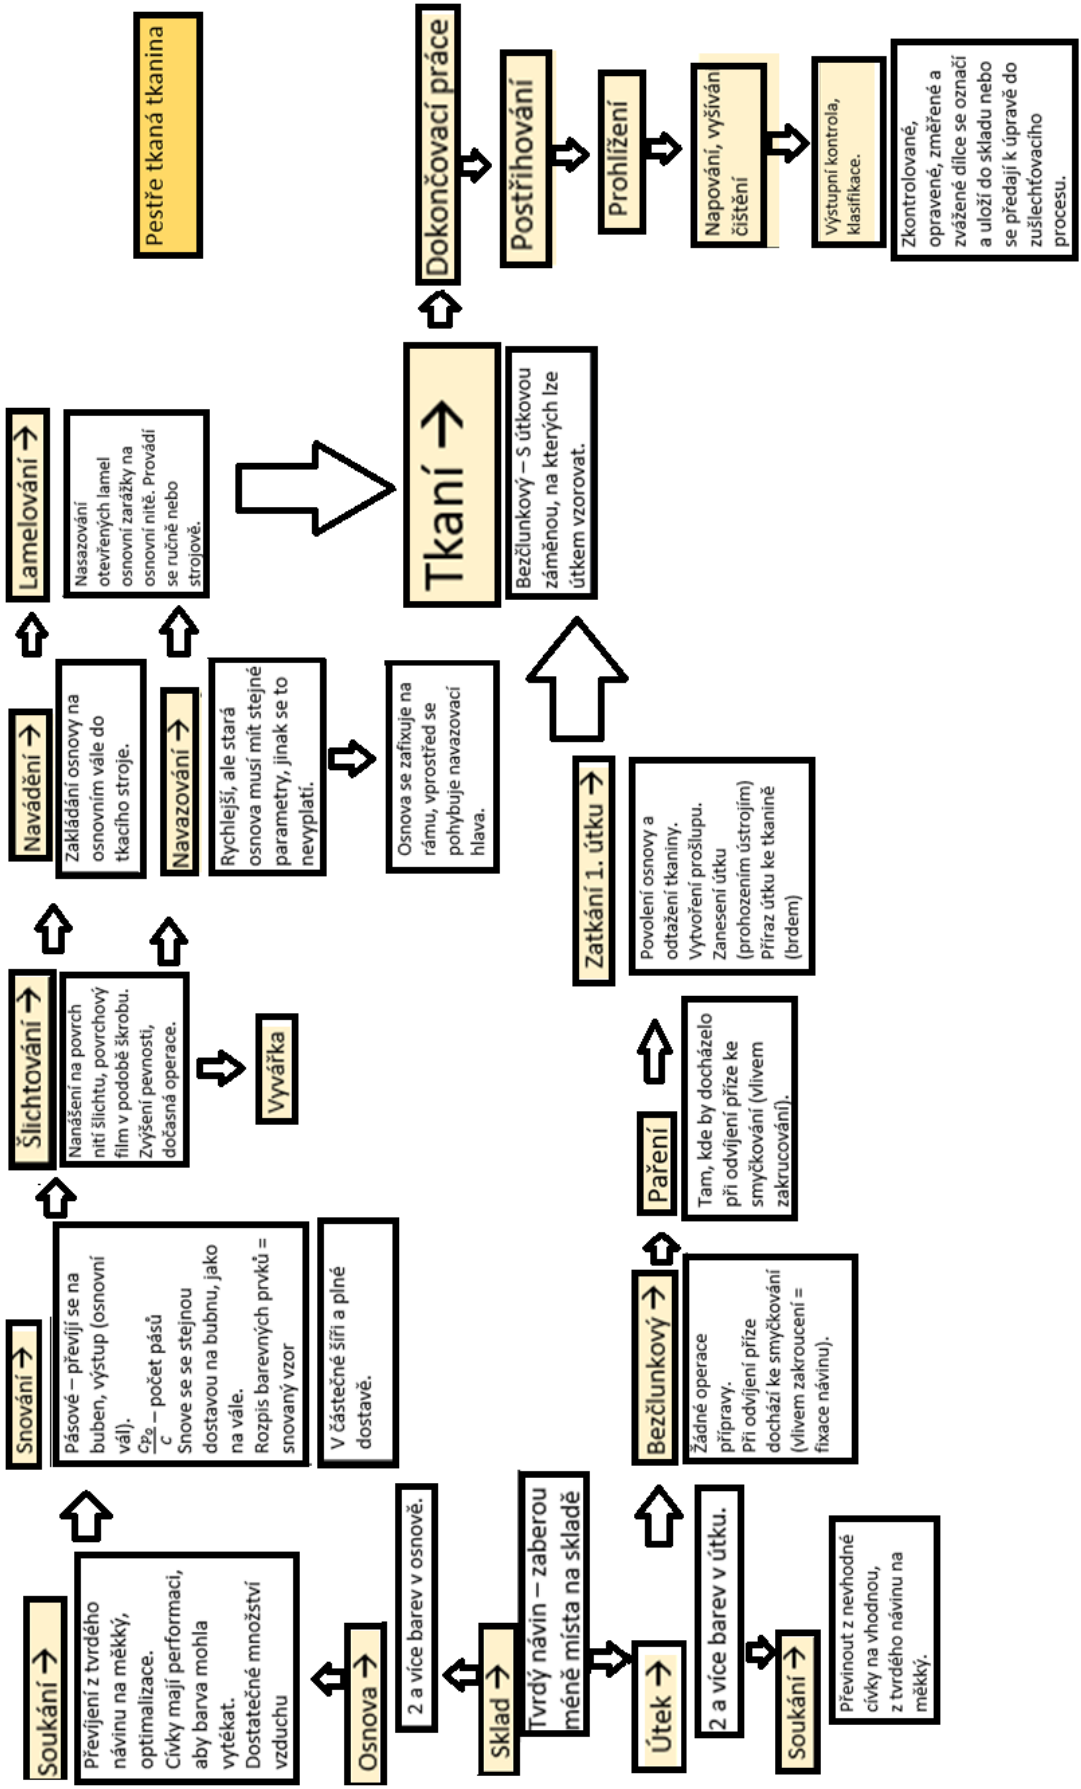 Pestře tkaná tkanina
Soukání →
Převíjení z tvrdého
návinu na měkký,
optimalizace.
Cívky mají performaci,
aby barva mohla
vytékat.
Dostatečné množství
vzduchu
Snování →
Pásové – převíjí se na
buben, výstup (osnovní
vál).
cp₀/c – počet pásů
Snove se se stejnou
dostavou na bubnu, jako
na vále.
Rozpis barevných prvků =
snovaný vzor
V částečné šíři a plné
dostavě.
Šlichtování →
Nanášení na povrch
nití šlichtu, povrchový
film v podobě škrobu.
Zvýšení pevnosti,
dočasná operace.
Vyvářka
Navádění →
Zakládání osnovy na
osnovním vále do
tkacího stroje.
Navazování →
Rychlejší, ale stará
osnova musí mít stejné
parametry, jinak se to
nevyplatí.
Osnova se zafixuje na
rámu, vprostřed se
pohybuje navazovací
hlava.
Lamelování →
Nasazování
otevřených lamel
osnovní zarážky na
osnovní nitě. Provádí
se ručně nebo
strojově.
Osnova →
2 a více barev v osnově.
Sklad →
Tvrdý návin – zaberou
méně místa na skladě
Útek →
2 a více barev v útku.
Soukání →
Převinout z nevhodné
cívky na vhodnou,
z tvrdého návinu na
měkký.
Bezčlunkový →
Žádné operace
přípravy.
Při odvíjení příze
dochází ke smyčkování
(vlivem zakroucení =
fixace návinu).
Paření
Tam, kde by docházelo
při odvíjení příze ke
smyčkování (vlivem
zakrucování).
Zatkání 1. útku →
Povolení osnovy a
odtažení tkaniny.
Vytvoření prošlupu.
Zanesení útku
(prohozením ústrojím)
Příraz útku ke tkanině
(brdem)
Tkaní →
Bezčlunkový – S útkovou
záměnou, na kterých lze
útkem vzorovat.
Dokončovací práce
Postřihování
Prohlížení
Napování, vyšívání
čištění
Výstupní kontrola,
klasifikace.
Zkontrolované,
opravené, změřené a
zvážené dílce se označí
a uloží do skladu nebo
se předají k úpravě do
zušlechťovacího
procesu.